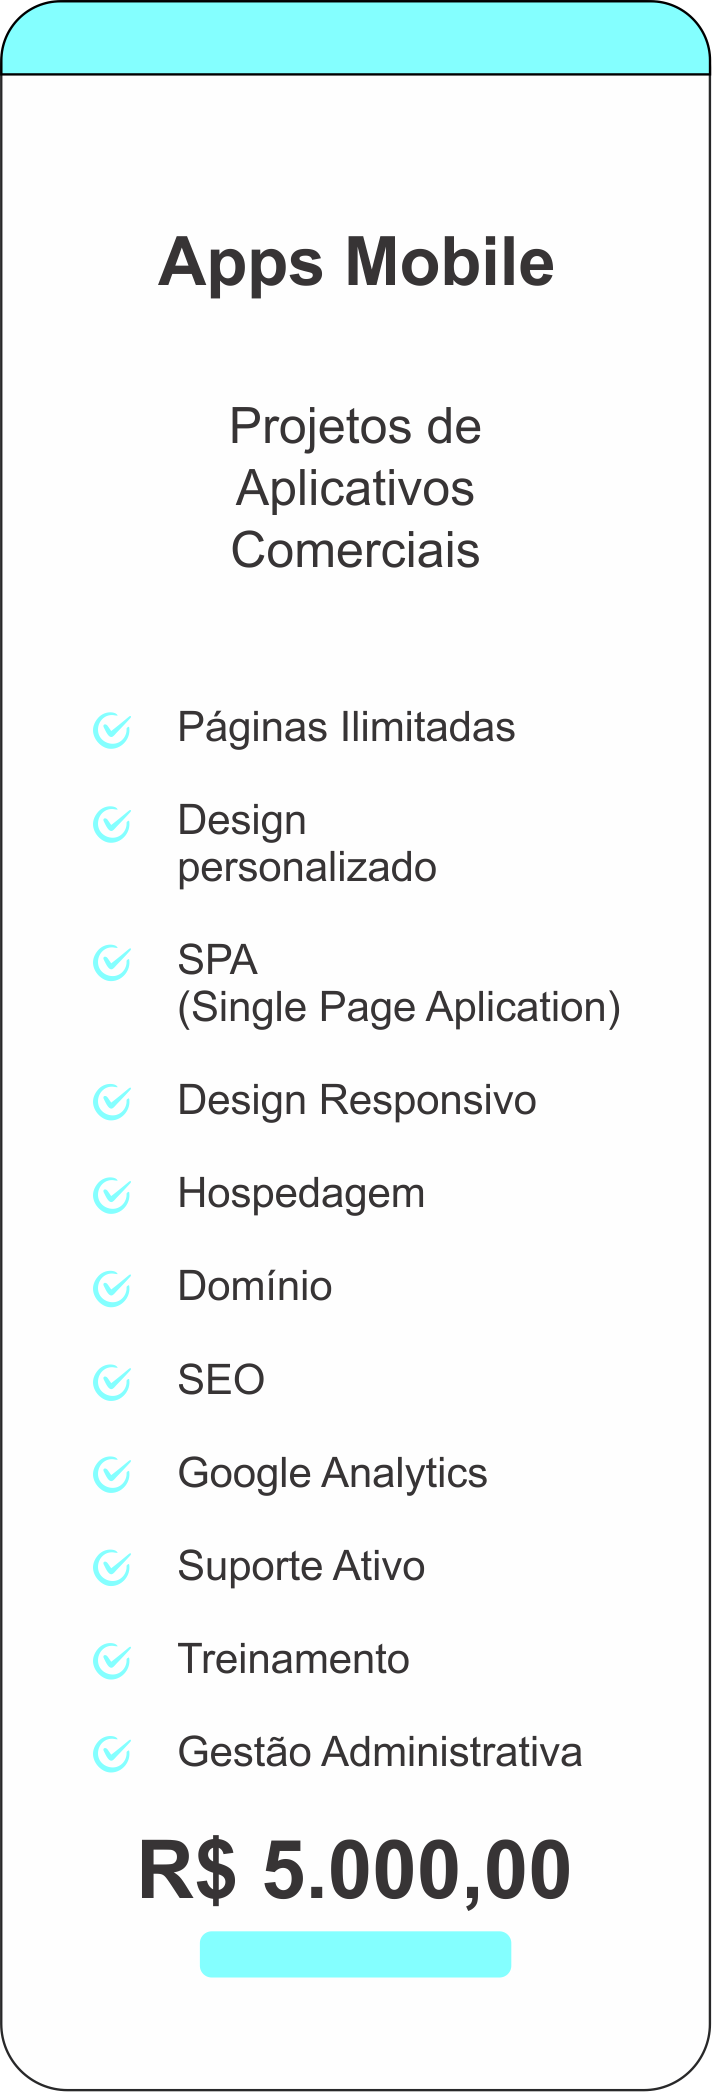 Apps Mobile
Projetos de
Aplicativos
Comerciais
Páginas Ilimitadas
Design
personalizado
SPA
(Single Page Aplication)
Design Responsivo
Hospedagem
Domínio
SEO
Google Analytics
Suporte Ativo
Treinamento
Gestão Administrativa
R$ 5.000,00